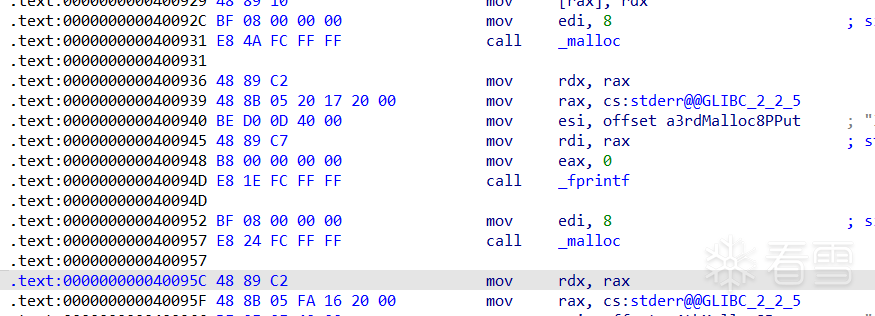 .text:0000000000400929 48 89 10 mov [rax], rdx
.text:000000000040092C BF 08 00 00 00 mov edi, 8 ; s
.text:0000000000400931 E8 4A FC FF FF call _malloc
.text:0000000000400931
.text:0000000000400936 48 89 C2 mov rdx, rax
.text:0000000000400939 48 8B 05 20 17 20 00 mov rax, cs:stderr@@GLIBC_2_2_5
.text:0000000000400940 BE D0 0D 40 00 mov esi, offset a3rdMalloc8PPut ; "
.text:0000000000400945 48 89 C7 mov rdi, rax ; s
.text:0000000000400948 B8 00 00 00 00 mov eax, 0
.text:000000000040094D E8 1E FC FF FF call _fprintf
.text:000000000040094D
.text:0000000000400952 BF 08 00 00 00 mov edi, 8 ; s
.text:0000000000400957 E8 24 FC FF FF call _malloc
.text:0000000000400957
.text:000000000040095C 48 89 C2 mov rdx, rax
.text:000000000040095F 48 8B 05 FA 16 20 00 mov rax, cs:stderr@@GLIBC_2_2_5
看雪